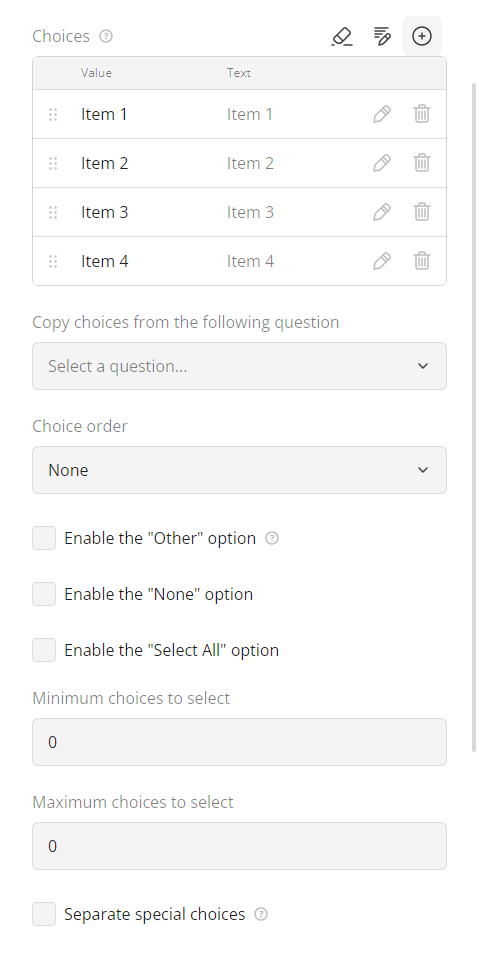 Choices
Value Text
Item 1 Item 1
Item 2 Item 2
Item 3 Item 3
Item 4 Item 4
Copy choices from the following question
Select a question...
Choice order
None
Enable the "Other" option
Enable the "None" option
Enable the "Select All" option
Minimum choices to select
0
Maximum choices to select
0
Separate special choices